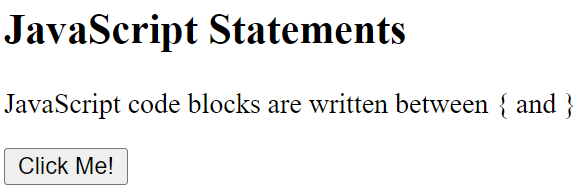 JavaScript Statements
JavaScript code blocks are written between { and }
Click Me!